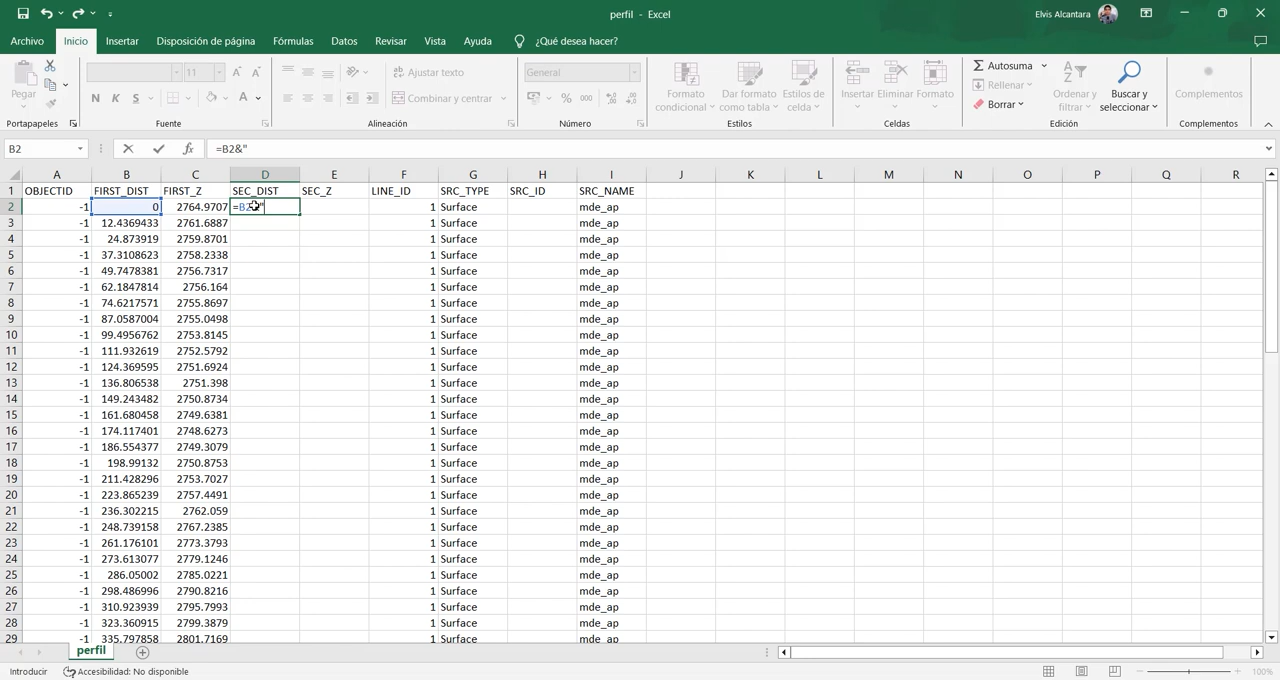 perfil - Excel
Elvis Alcantara
Archivo Inicio Insertar Disposición de página Fórmulas Datos Revisar Vista Ayuda ¿Qué desea hacer?
Pegar
11
N K S
Ajustar texto
Combinar y centrar
General
% 000
Formato condicional
Dar formato como tabla
Estilos de celda
Insertar Eliminar Formato
Autosuma
Rellenar
Borrar
Ordenar y filtrar
Buscar y seleccionar
Complementos
Portapapeles Fuente Alineación Número Estilos Celdas Edición Complementos
B2 fx =B2&"
A B C D E F G H I J K L M N O P Q R
1 OBJECTID FIRST_DIST FIRST_Z SEC_DIST SEC_Z LINE_ID SRC_TYPE SRC_ID SRC_NAME
2 -1 0 2764.9707 =B2&" 1 Surface mde_ap
3 -1 12.4369433 2761.6887 1 Surface mde_ap
4 -1 24.873919 2759.8701 1 Surface mde_ap
5 -1 37.3108623 2758.2338 1 Surface mde_ap
6 -1 49.7478381 2756.7317 1 Surface mde_ap
7 -1 62.1847814 2756.164 1 Surface mde_ap
8 -1 74.6217571 2755.8697 1 Surface mde_ap
9 -1 87.0587004 2755.0498 1 Surface mde_ap
10 -1 99.4956762 2753.8145 1 Surface mde_ap
11 -1 111.932619 2752.5792 1 Surface mde_ap
12 -1 124.369595 2751.6924 1 Surface mde_ap
13 -1 136.806538 2751.398 1 Surface mde_ap
14 -1 149.243482 2750.8734 1 Surface mde_ap
15 -1 161.680458 2749.6381 1 Surface mde_ap
16 -1 174.117401 2748.6273 1 Surface mde_ap
17 -1 186.554377 2749.3079 1 Surface mde_ap
18 -1 198.99132 2750.8753 1 Surface mde_ap
19 -1 211.428296 2753.7027 1 Surface mde_ap
20 -1 223.865239 2757.4491 1 Surface mde_ap
21 -1 236.302215 2762.059 1 Surface mde_ap
22 -1 248.739158 2767.2385 1 Surface mde_ap
23 -1 261.176101 2773.3793 1 Surface mde_ap
24 -1 273.613077 2779.1246 1 Surface mde_ap
25 -1 286.05002 2785.0221 1 Surface mde_ap
26 -1 298.486996 2790.8216 1 Surface mde_ap
27 -1 310.923939 2795.7993 1 Surface mde_ap
28 -1 323.360915 2799.3879 1 Surface mde_ap
29 -1 335.797858 2801.7169 1 Surface mde_ap
perfil
Introducir Accesibilidad: No disponible 100%